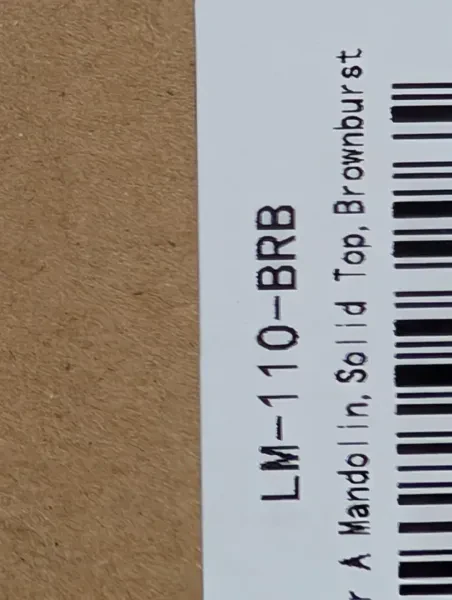 LM-110-BRB
A Mandolin, Solid Top, Brownburst